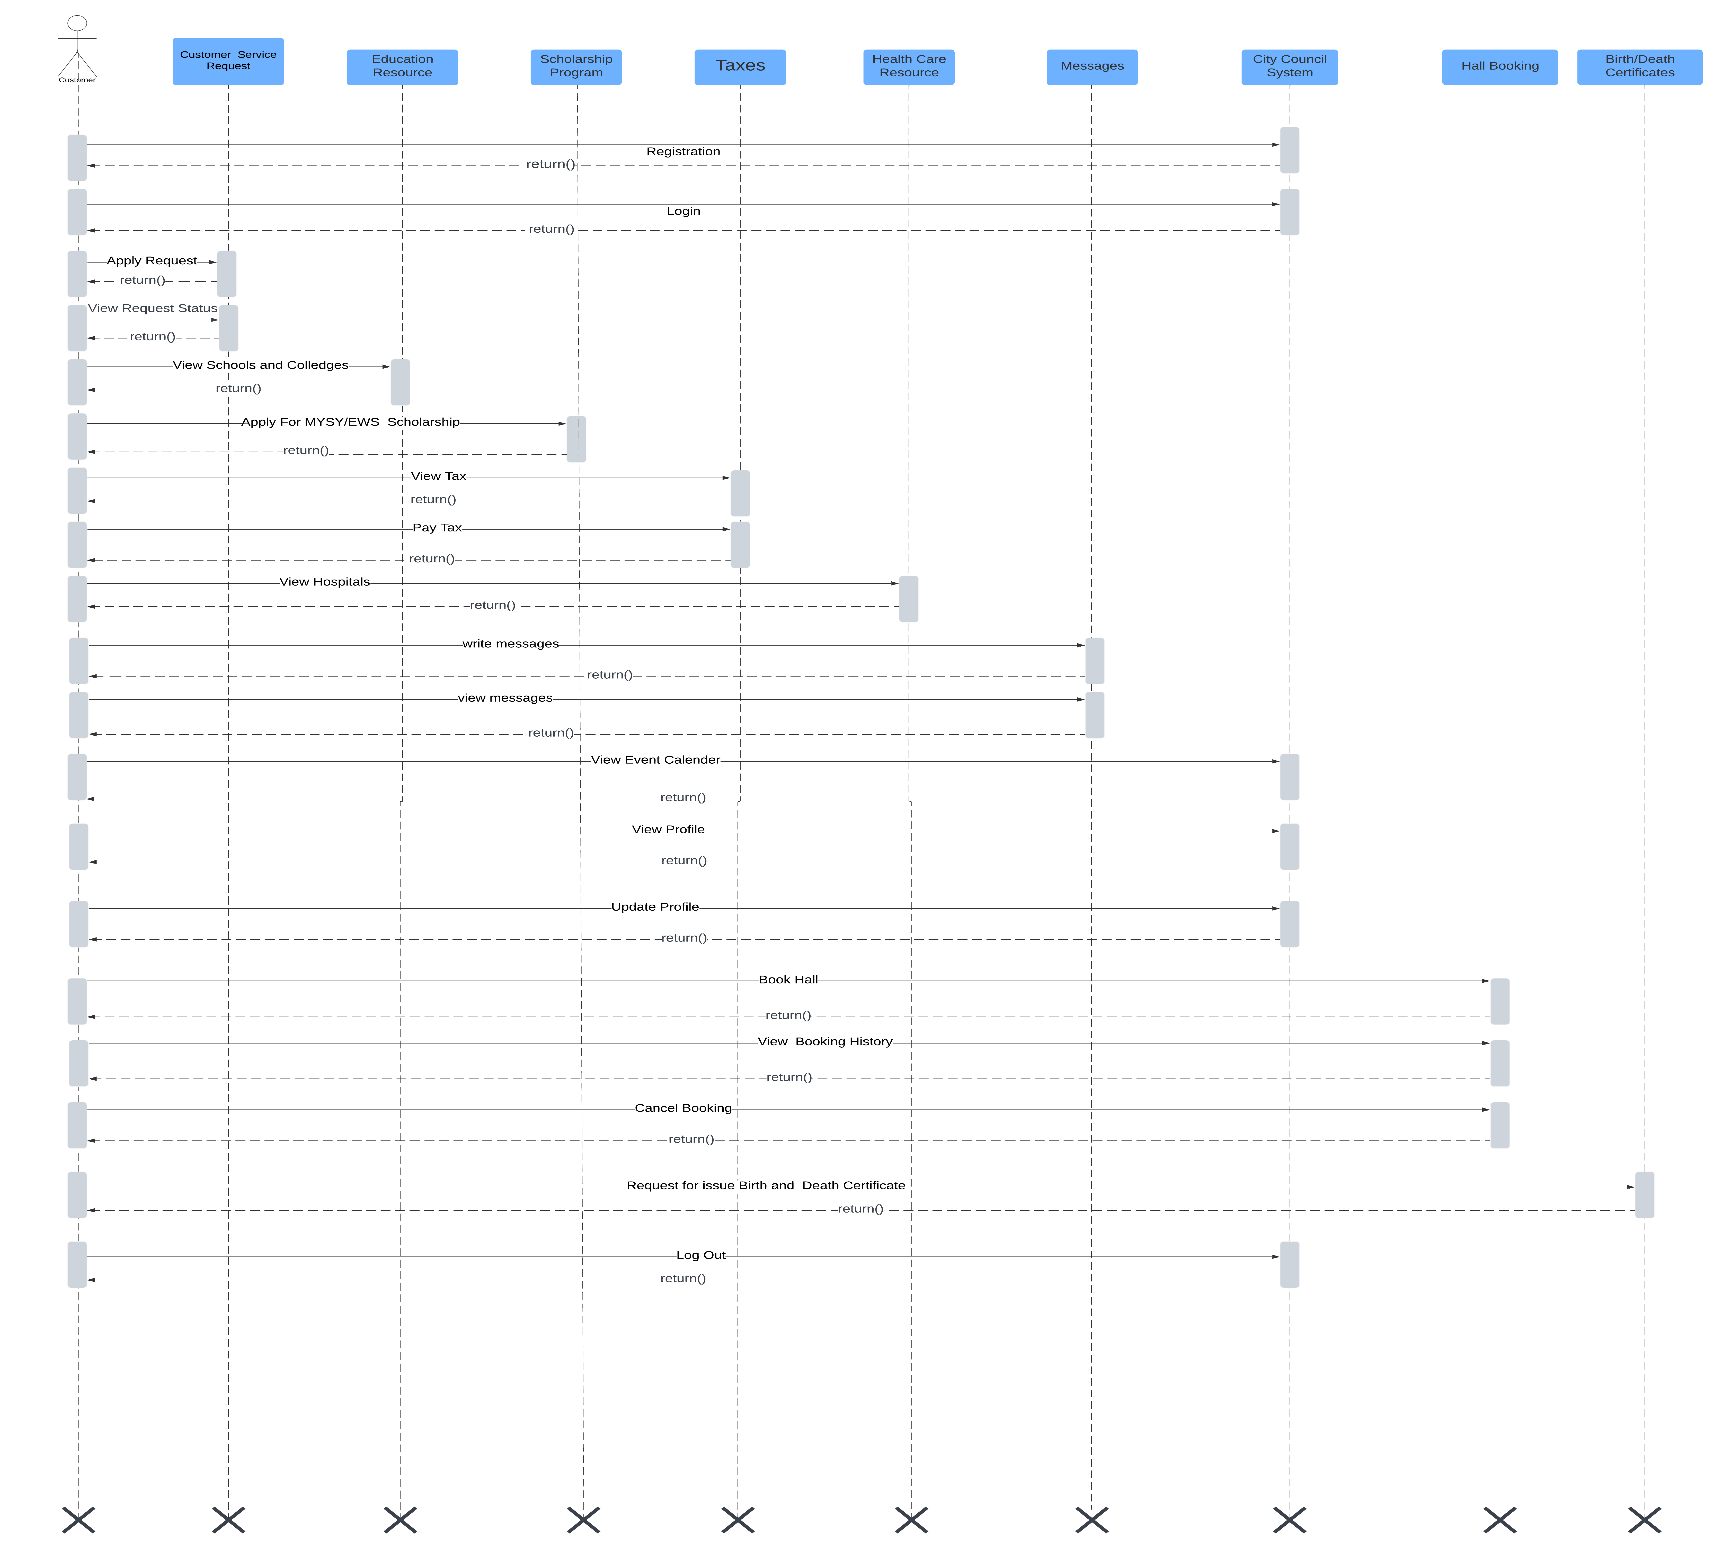 Customer
Customer  Service
Request
Education
Resource
Scholarship
Program
Taxes
Health Care
Resource
Messages
City Council
System
Hall Booking
Birth/Death
Certificates
Registration
return()
Login
return()
Apply Request
return()
View Request Status
return()
View Schools and Colledges
return()
Apply For MYSY/EWS  Scholarship
return()
View Tax
return()
Pay Tax
return()
View Hospitals
return()
write messages
return()
view messages
return()
View Event Calender
return()
View Profile
return()
Update Profile
return()
Book Hall
return()
View  Booking History
return()
Cancel Booking
return()
Request for issue Birth and  Death Certificate
return()
Log Out
return()